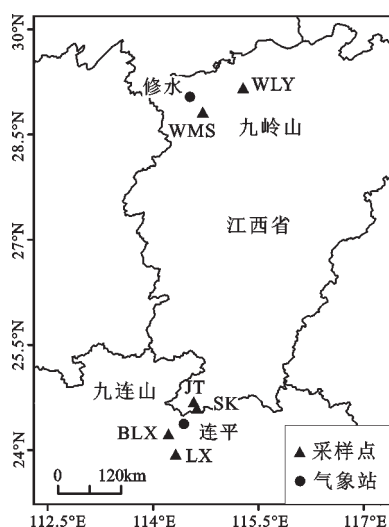 30°N
28.5°N
27°N
25.5°N
24°N
修水
WLY
WMS
九岭山
江西省
九连山
JT
SK
BLX
连平
LX
0 120km
▲ 采样点
● 气象站
112.5°E 114°E 115.5°E 117°E